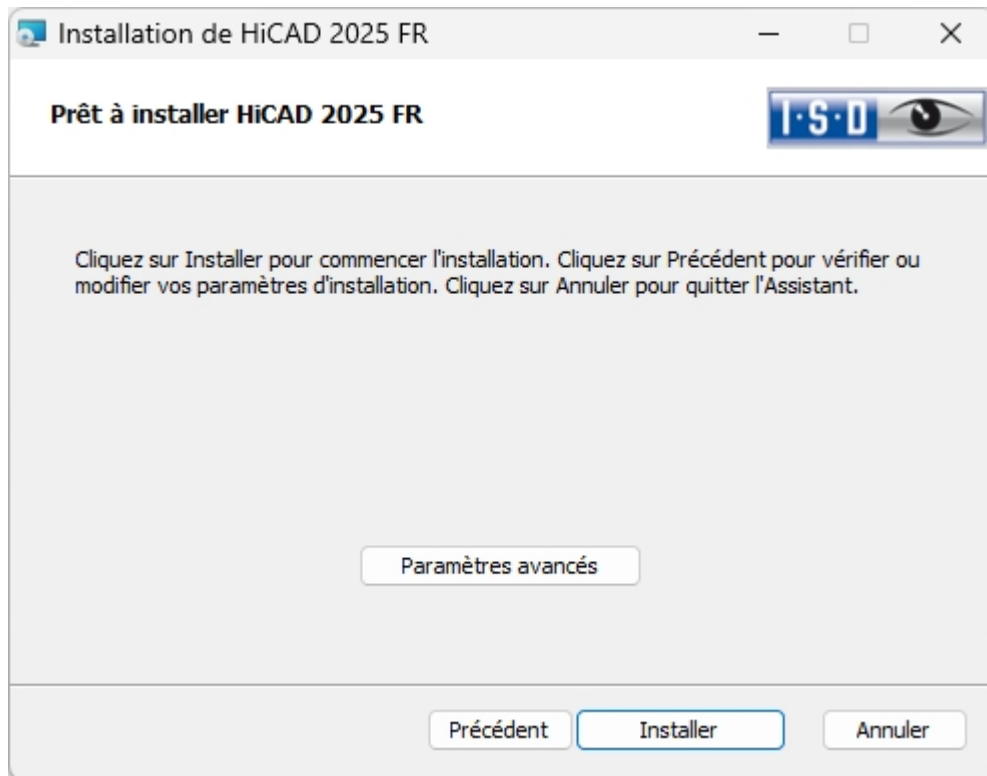 Installation de HiCAD 2025 FR
Prêt à installer HiCAD 2025 FR
I·S·D
Cliquez sur Installer pour commencer l'installation. Cliquez sur Précédent pour vérifier ou
modifier vos paramètres d'installation. Cliquez sur Annuler pour quitter l'Assistant.
Paramètres avancés
Précédent
Installer
Annuler